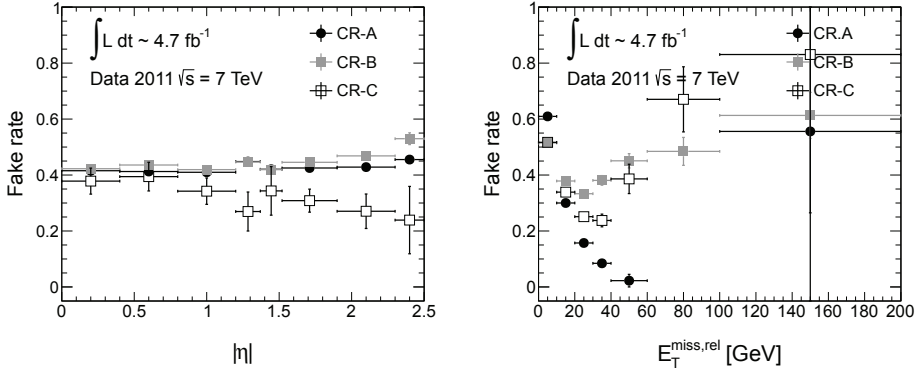 ∫ L dt ~ 4.7 fb⁻¹
Data 2011 √s = 7 TeV
CR-A
CR-B
CR-C
Fake rate
1
0.8
0.6
0.4
0.2
0
0 0.5 1 1.5 2 2.5
|η|
∫ L dt ~ 4.7 fb⁻¹
Data 2011 √s = 7 TeV
CR.A
CR-B
CR-C
Fake rate
1
0.8
0.6
0.4
0.2
0
0 20 40 60 80 100 120 140 160 180 200
E_T^miss,rel [GeV]